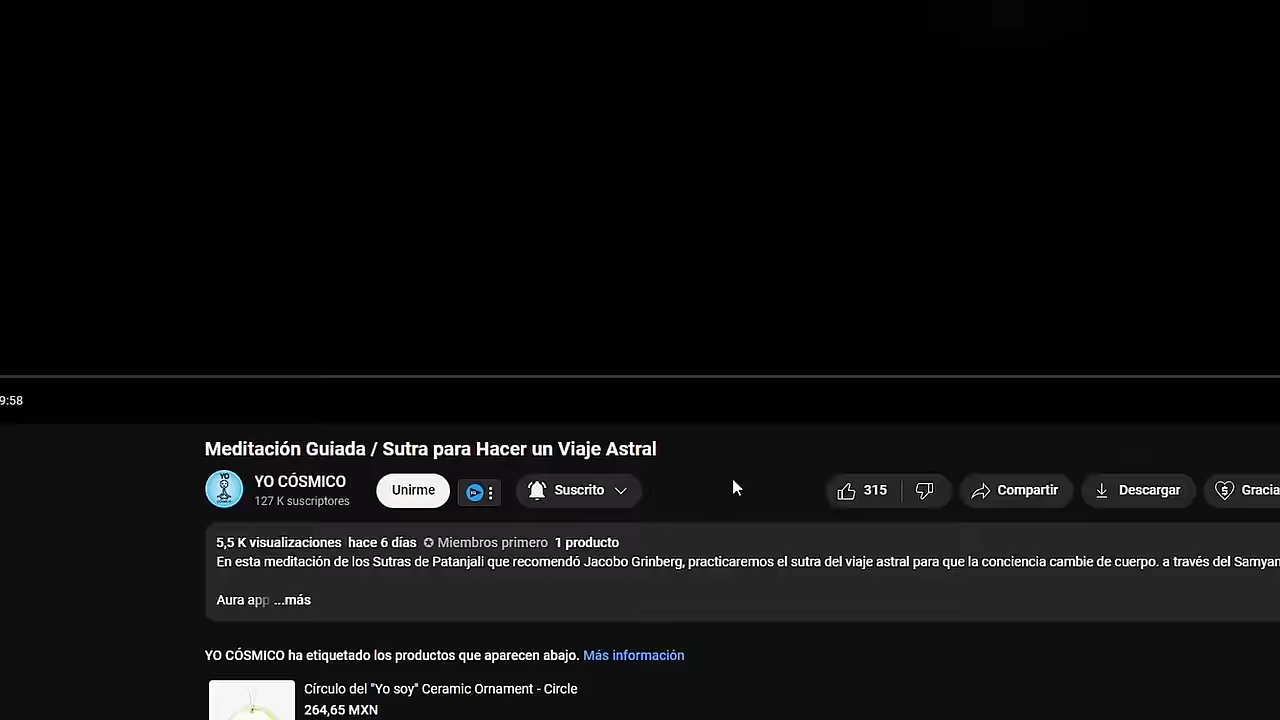 9:58
Meditación Guiada / Sutra para Hacer un Viaje Astral
YO CÓSMICO
127 K suscriptores
Unirme
Suscrito
315
Compartir
Descargar
Gracia
5,5 K visualizaciones hace 6 días Miembros primero 1 producto
En esta meditación de los Sutras de Patanjali que recomendó Jacobo Grinberg, practicaremos el sutra del viaje astral para que la conciencia cambie de cuerpo. a través del Samyan
Aura app ...más
YO CÓSMICO ha etiquetado los productos que aparecen abajo. Más información
Círculo del "Yo soy" Ceramic Ornament - Circle
264,65 MXN